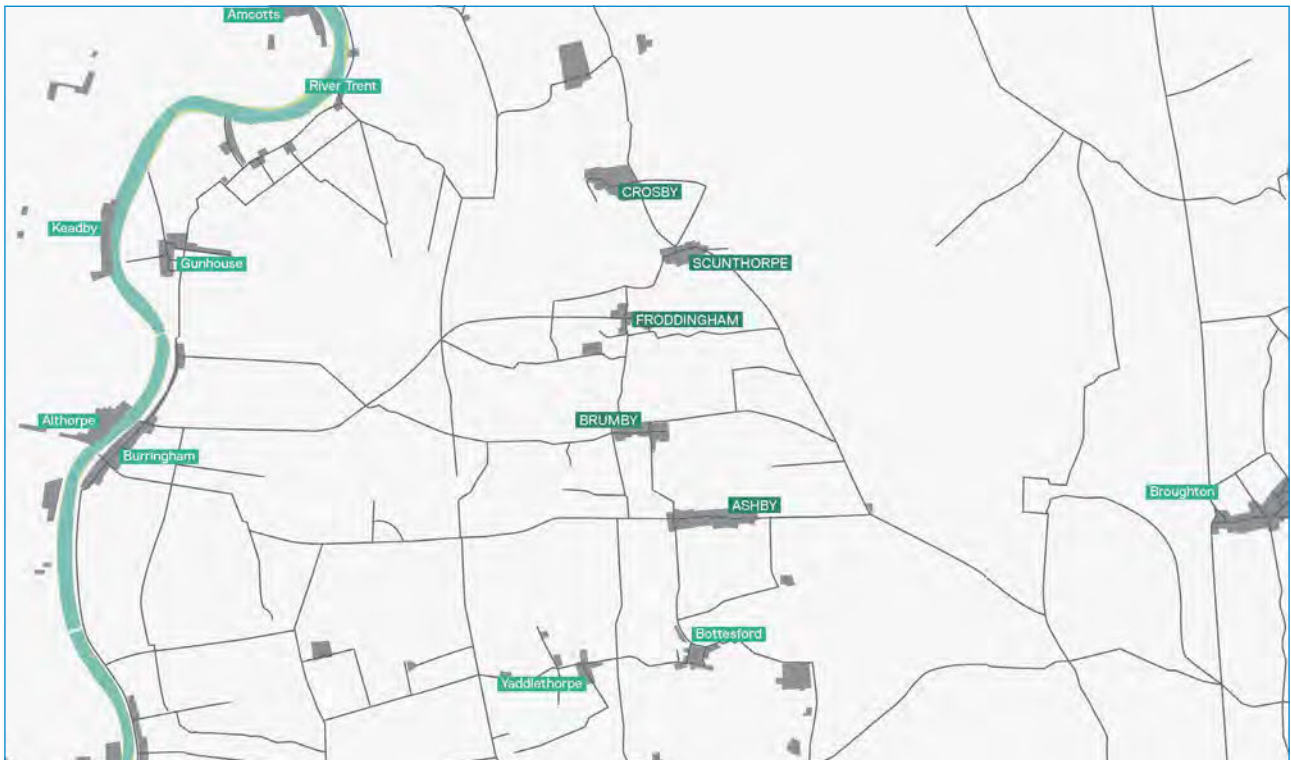 Amcotts
River Trent
CROSBY
Keadby
Gunhouse
SCUNTHORPE
FRODDINGHAM
Althorpe
BRUMBY
Burringham
Broughton
ASHBY
Bottesford
Yaddlethorpe